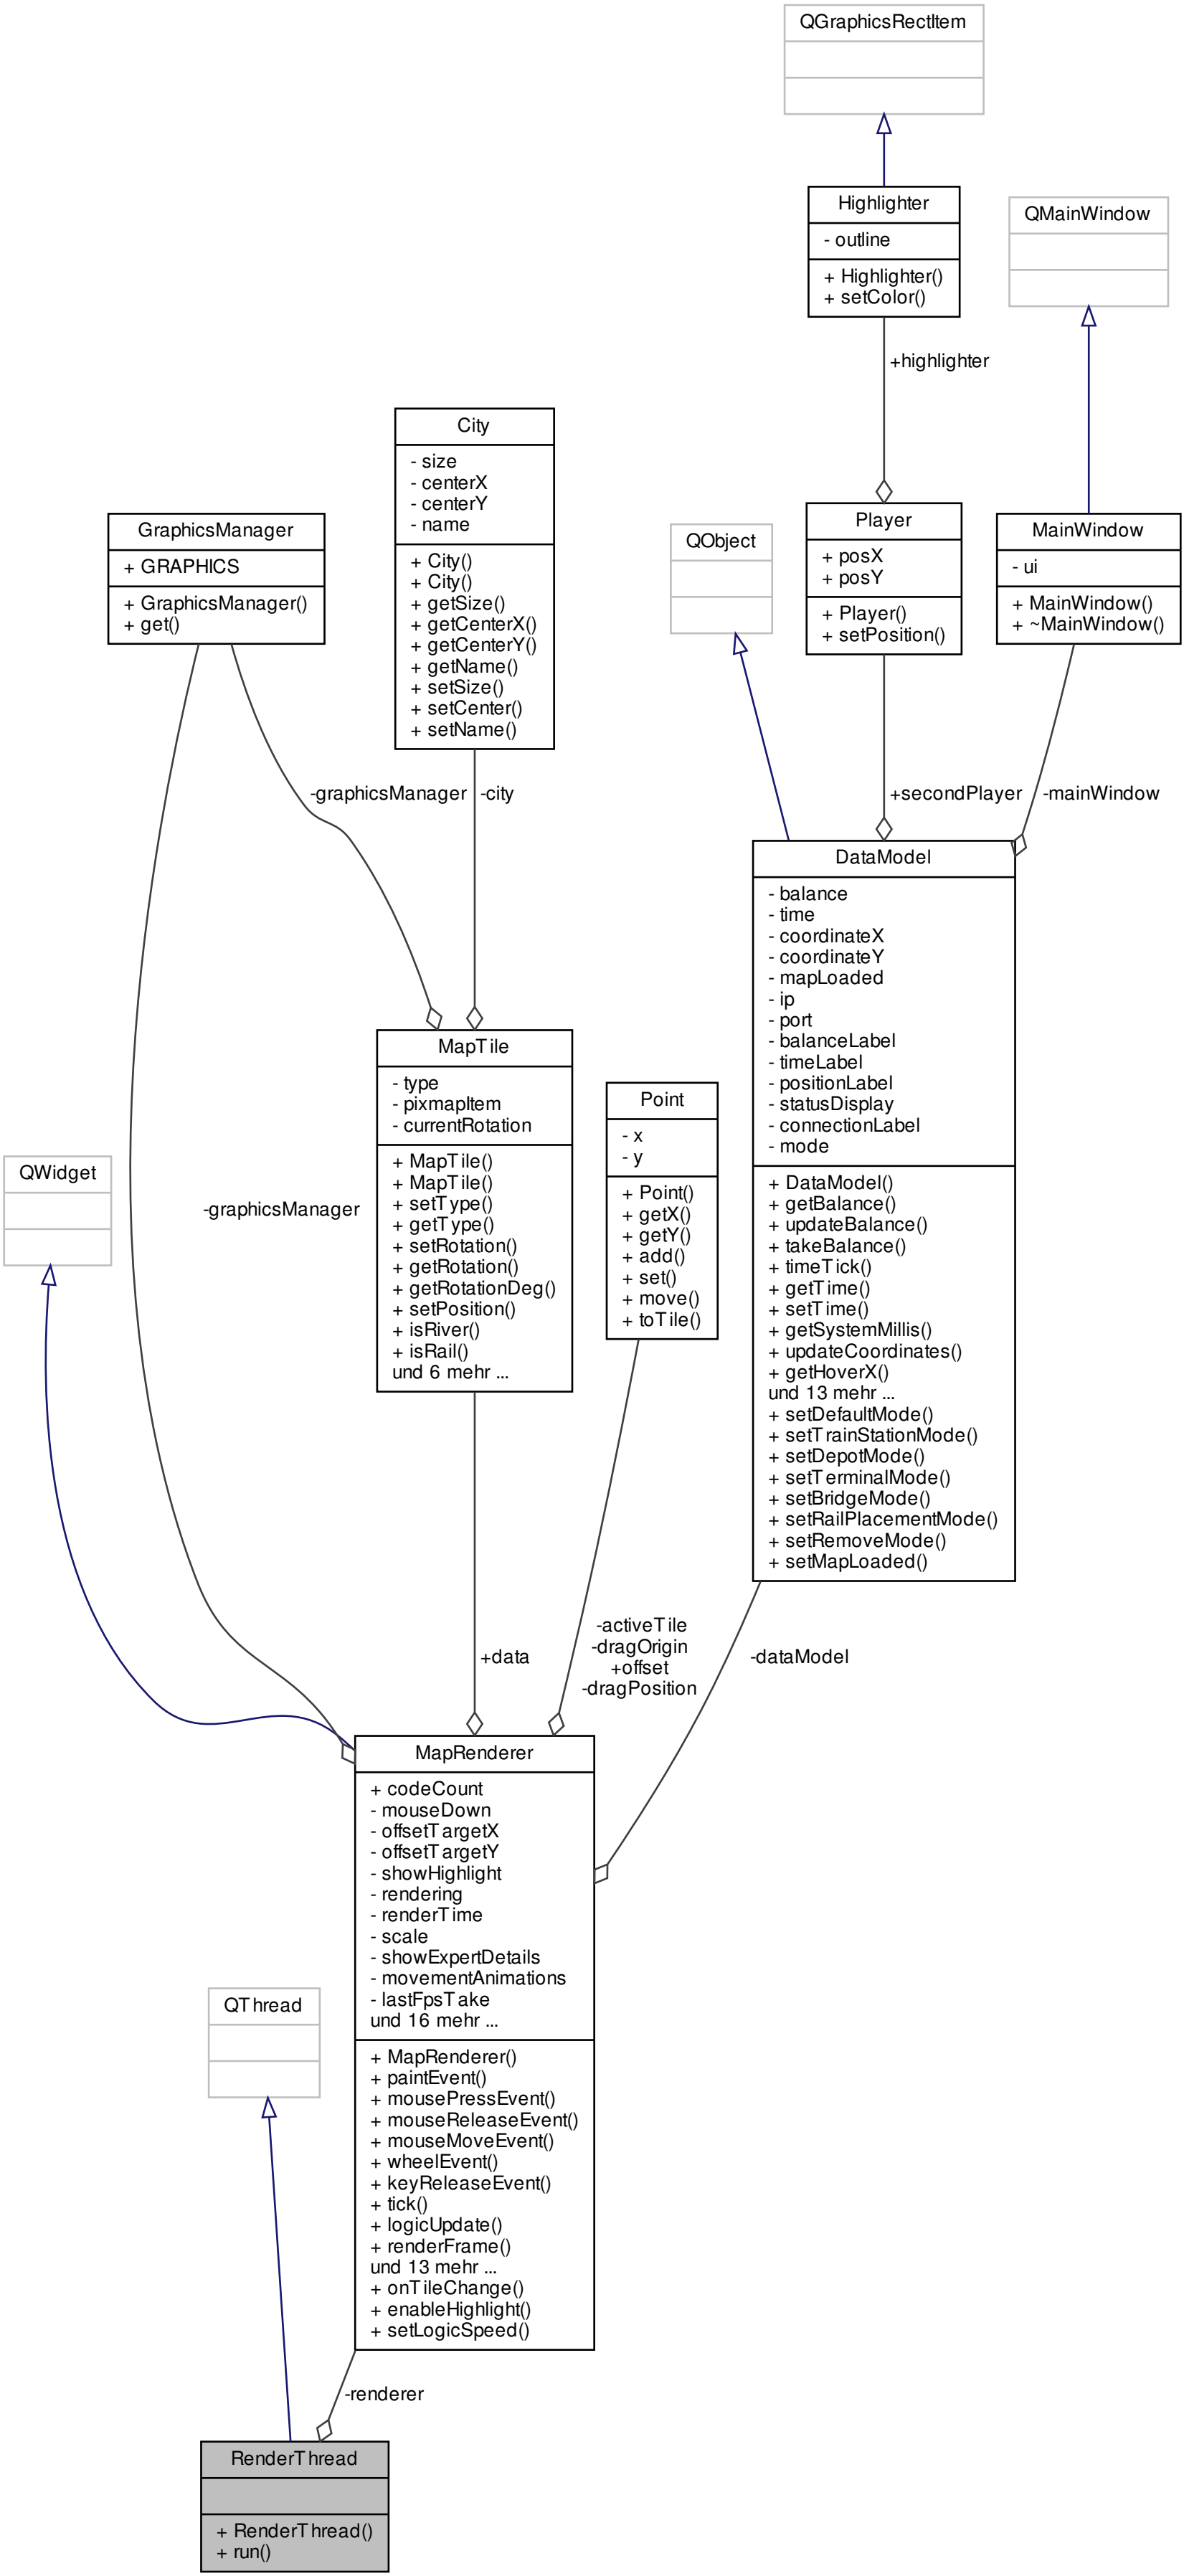 QGraphicsRectItem
Highlighter
- outline
+ Highlighter()
+ setColor()
QMainWindow
+highlighter
City
- size
- centerX
- centerY
- name
+ City()
+ City()
+ getSize()
+ getCenterX()
+ getCenterY()
+ getName()
+ setSize()
+ setCenter()
+ setName()
GraphicsManager
+ GRAPHICS
+ GraphicsManager()
+ get()
QObject
Player
+ posX
+ posY
+ Player()
+ setPosition()
MainWindow
- ui
+ MainWindow()
+ ~MainWindow()
-graphicsManager
-city
+secondPlayer
-mainWindow
DataModel
- balance
- time
- coordinateX
- coordinateY
- mapLoaded
- ip
- port
- balanceLabel
- timeLabel
- positionLabel
- statusDisplay
- connectionLabel
- mode
+ DataModel()
+ getBalance()
+ updateBalance()
+ takeBalance()
+ timeTick()
+ getTime()
+ setTime()
+ getSystemMillis()
+ updateCoordinates()
+ getHoverX()
und 13 mehr ...
+ setDefaultMode()
+ setTrainStationMode()
+ setDepotMode()
+ setTerminalMode()
+ setBridgeMode()
+ setRailPlacementMode()
+ setRemoveMode()
+ setMapLoaded()
MapTile
- type
- pixmapItem
- currentRotation
+ MapTile()
+ MapTile()
+ setType()
+ getType()
+ setRotation()
+ getRotation()
+ getRotationDeg()
+ setPosition()
+ isRiver()
+ isRail()
und 6 mehr ...
Point
- x
- y
+ Point()
+ getX()
+ getY()
+ add()
+ set()
+ move()
+ toTile()
QWidget
-graphicsManager
+data
-activeTile
-dragOrigin
+offset
-dragPosition
-dataModel
MapRenderer
+ codeCount
- mouseDown
- offsetTargetX
- offsetTargetY
- showHighlight
- rendering
- renderTime
- scale
- showExpertDetails
- movementAnimations
- lastFpsTake
und 16 mehr ...
+ MapRenderer()
+ paintEvent()
+ mousePressEvent()
+ mouseReleaseEvent()
+ mouseMoveEvent()
+ wheelEvent()
+ keyReleaseEvent()
+ tick()
+ logicUpdate()
+ renderFrame()
und 13 mehr ...
+ onTileChange()
+ enableHighlight()
+ setLogicSpeed()
QThread
-renderer
RenderThread
+ RenderThread()
+ run()